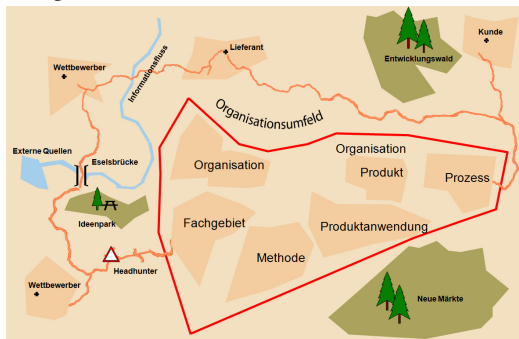 Kunde
Lieferant
Entwicklungswald
Wettbewerber
Informationsfluss
Organisationsumfeld
Externe Quellen
Eselsbrücke
Organisation
Organisation
Produkt
Prozess
Ideenpark
Fachgebiet
Produktanwendung
Methode
Headhunter
Wettbewerber
Neue Märkte